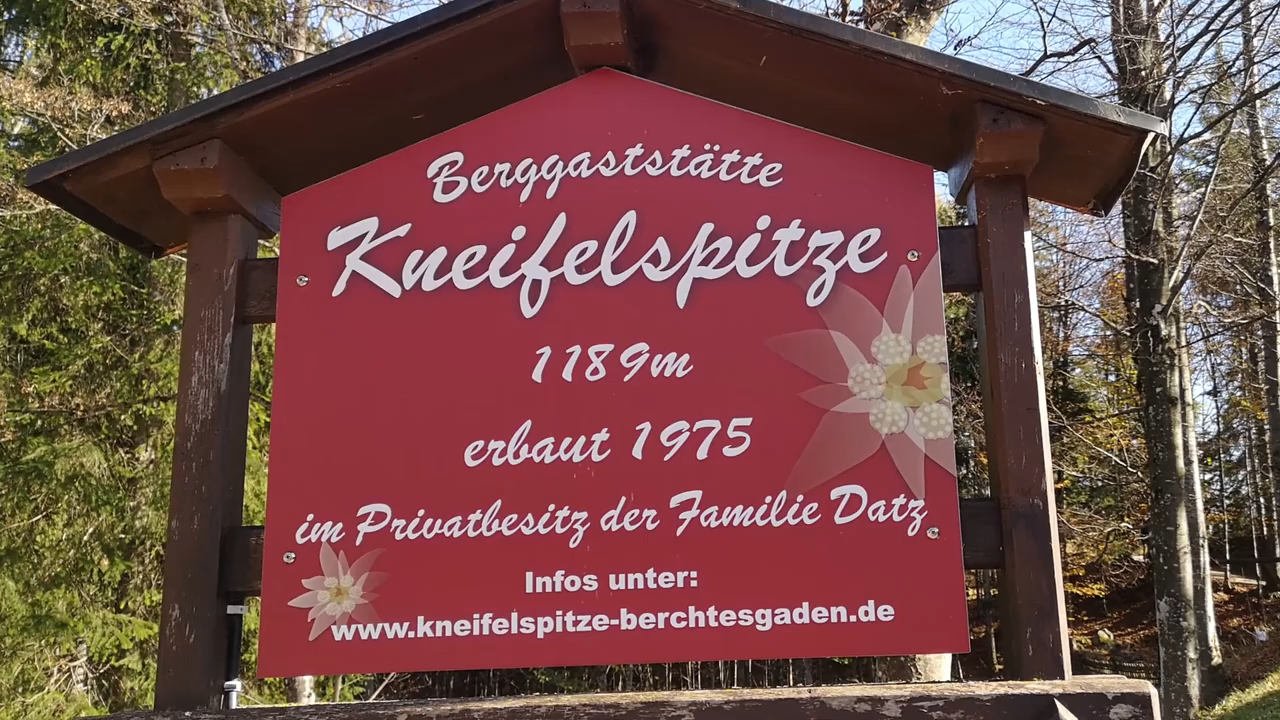 Berggaststätte
Kneifelspitze
1189m
erbaut 1975
im Privatbesitz der Familie Datz
Infos unter:
www.kneifelspitze-berchtesgaden.de